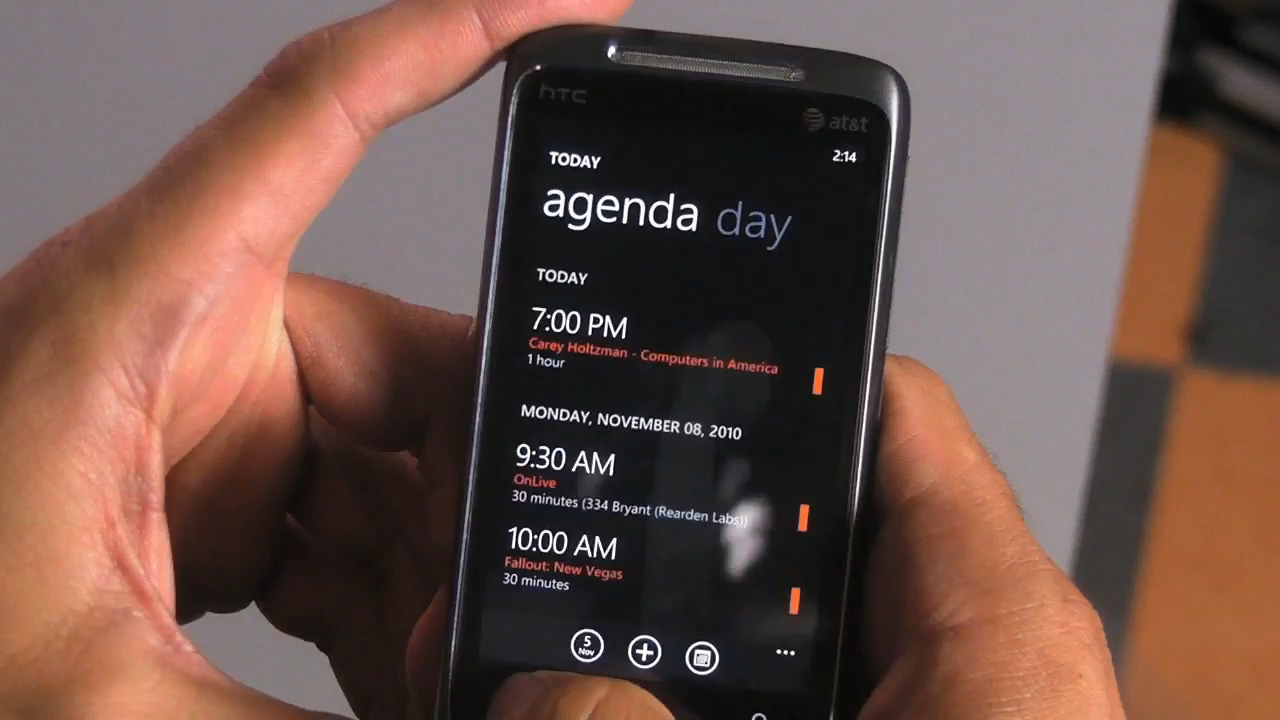 hTC
at&t
TODAY
2:14
agenda day
TODAY
7:00 PM
Carey Holtzman - Computers in America
1 hour
MONDAY, NOVEMBER 08, 2010
9:30 AM
OnLive
30 minutes (334 Bryant (Rearden Labs))
10:00 AM
Fallout: New Vegas
30 minutes
5
Nov